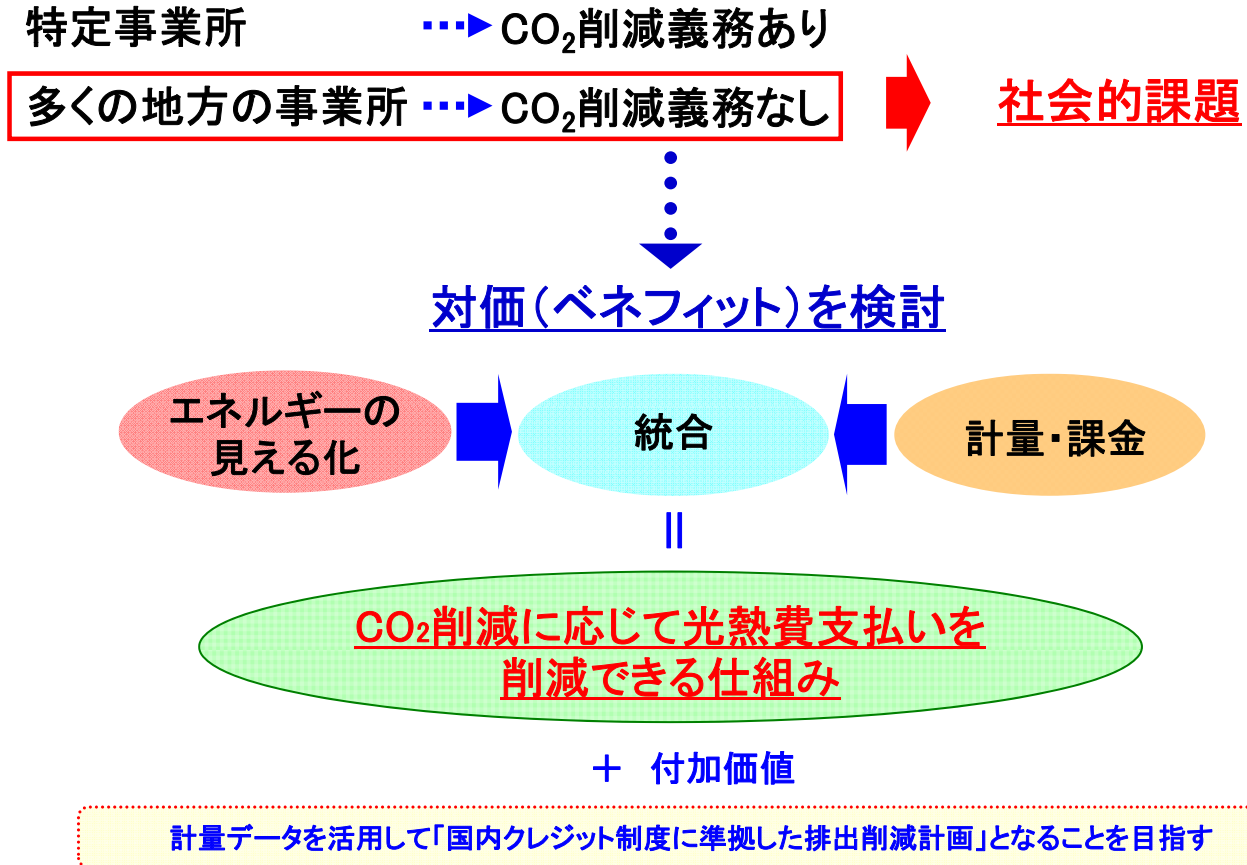 特定事業所 CO₂削減義務あり
多くの地方の事業所 CO₂削減義務なし
社会的課題
対価(ベネフィット)を検討
エネルギーの
見える化
統合
計量・課金
CO₂削減に応じて光熱費支払いを
削減できる仕組み
+ 付加価値
計量データを活用して「国内クレジット制度に準拠した排出削減計画」となることを目指す